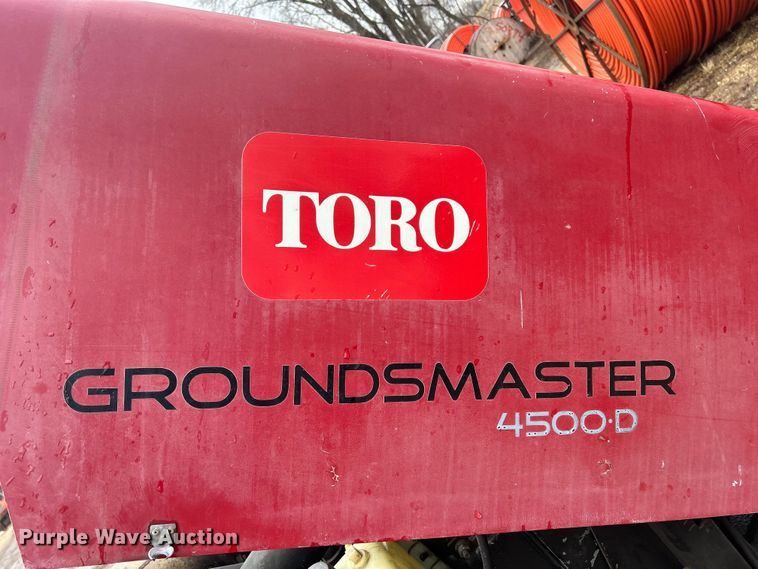 TORO
GROUNDSMASTER
4500·D
Purple Wave Auction